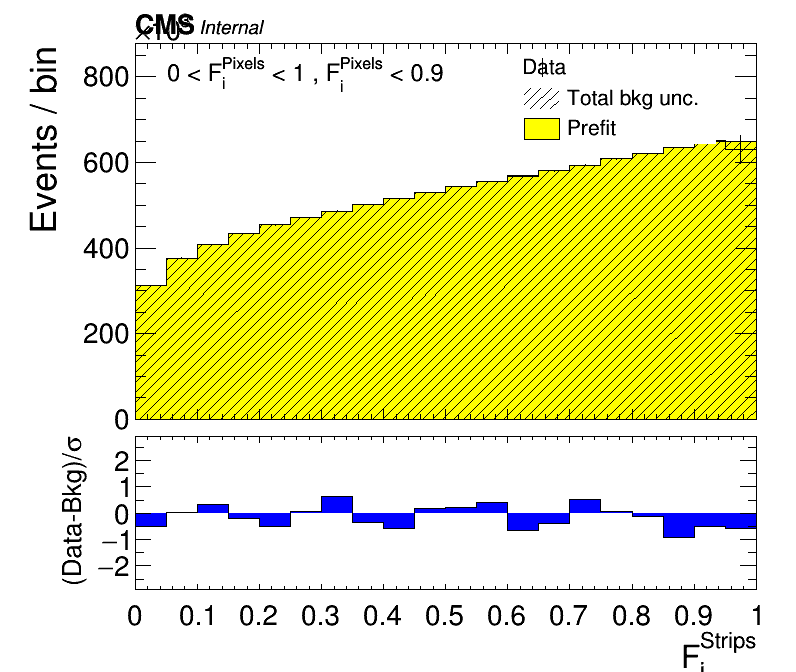 CMS Internal
×10³
0 < F_i^Pixels < 1 , F_i^Pixels < 0.9
Data
Total bkg unc.
Prefit
Events / bin
800
600
400
200
0
(Data-Bkg)/σ
2
1
0
−1
−2
0 0.1 0.2 0.3 0.4 0.5 0.6 0.7 0.8 0.9 1
F_i^Strips